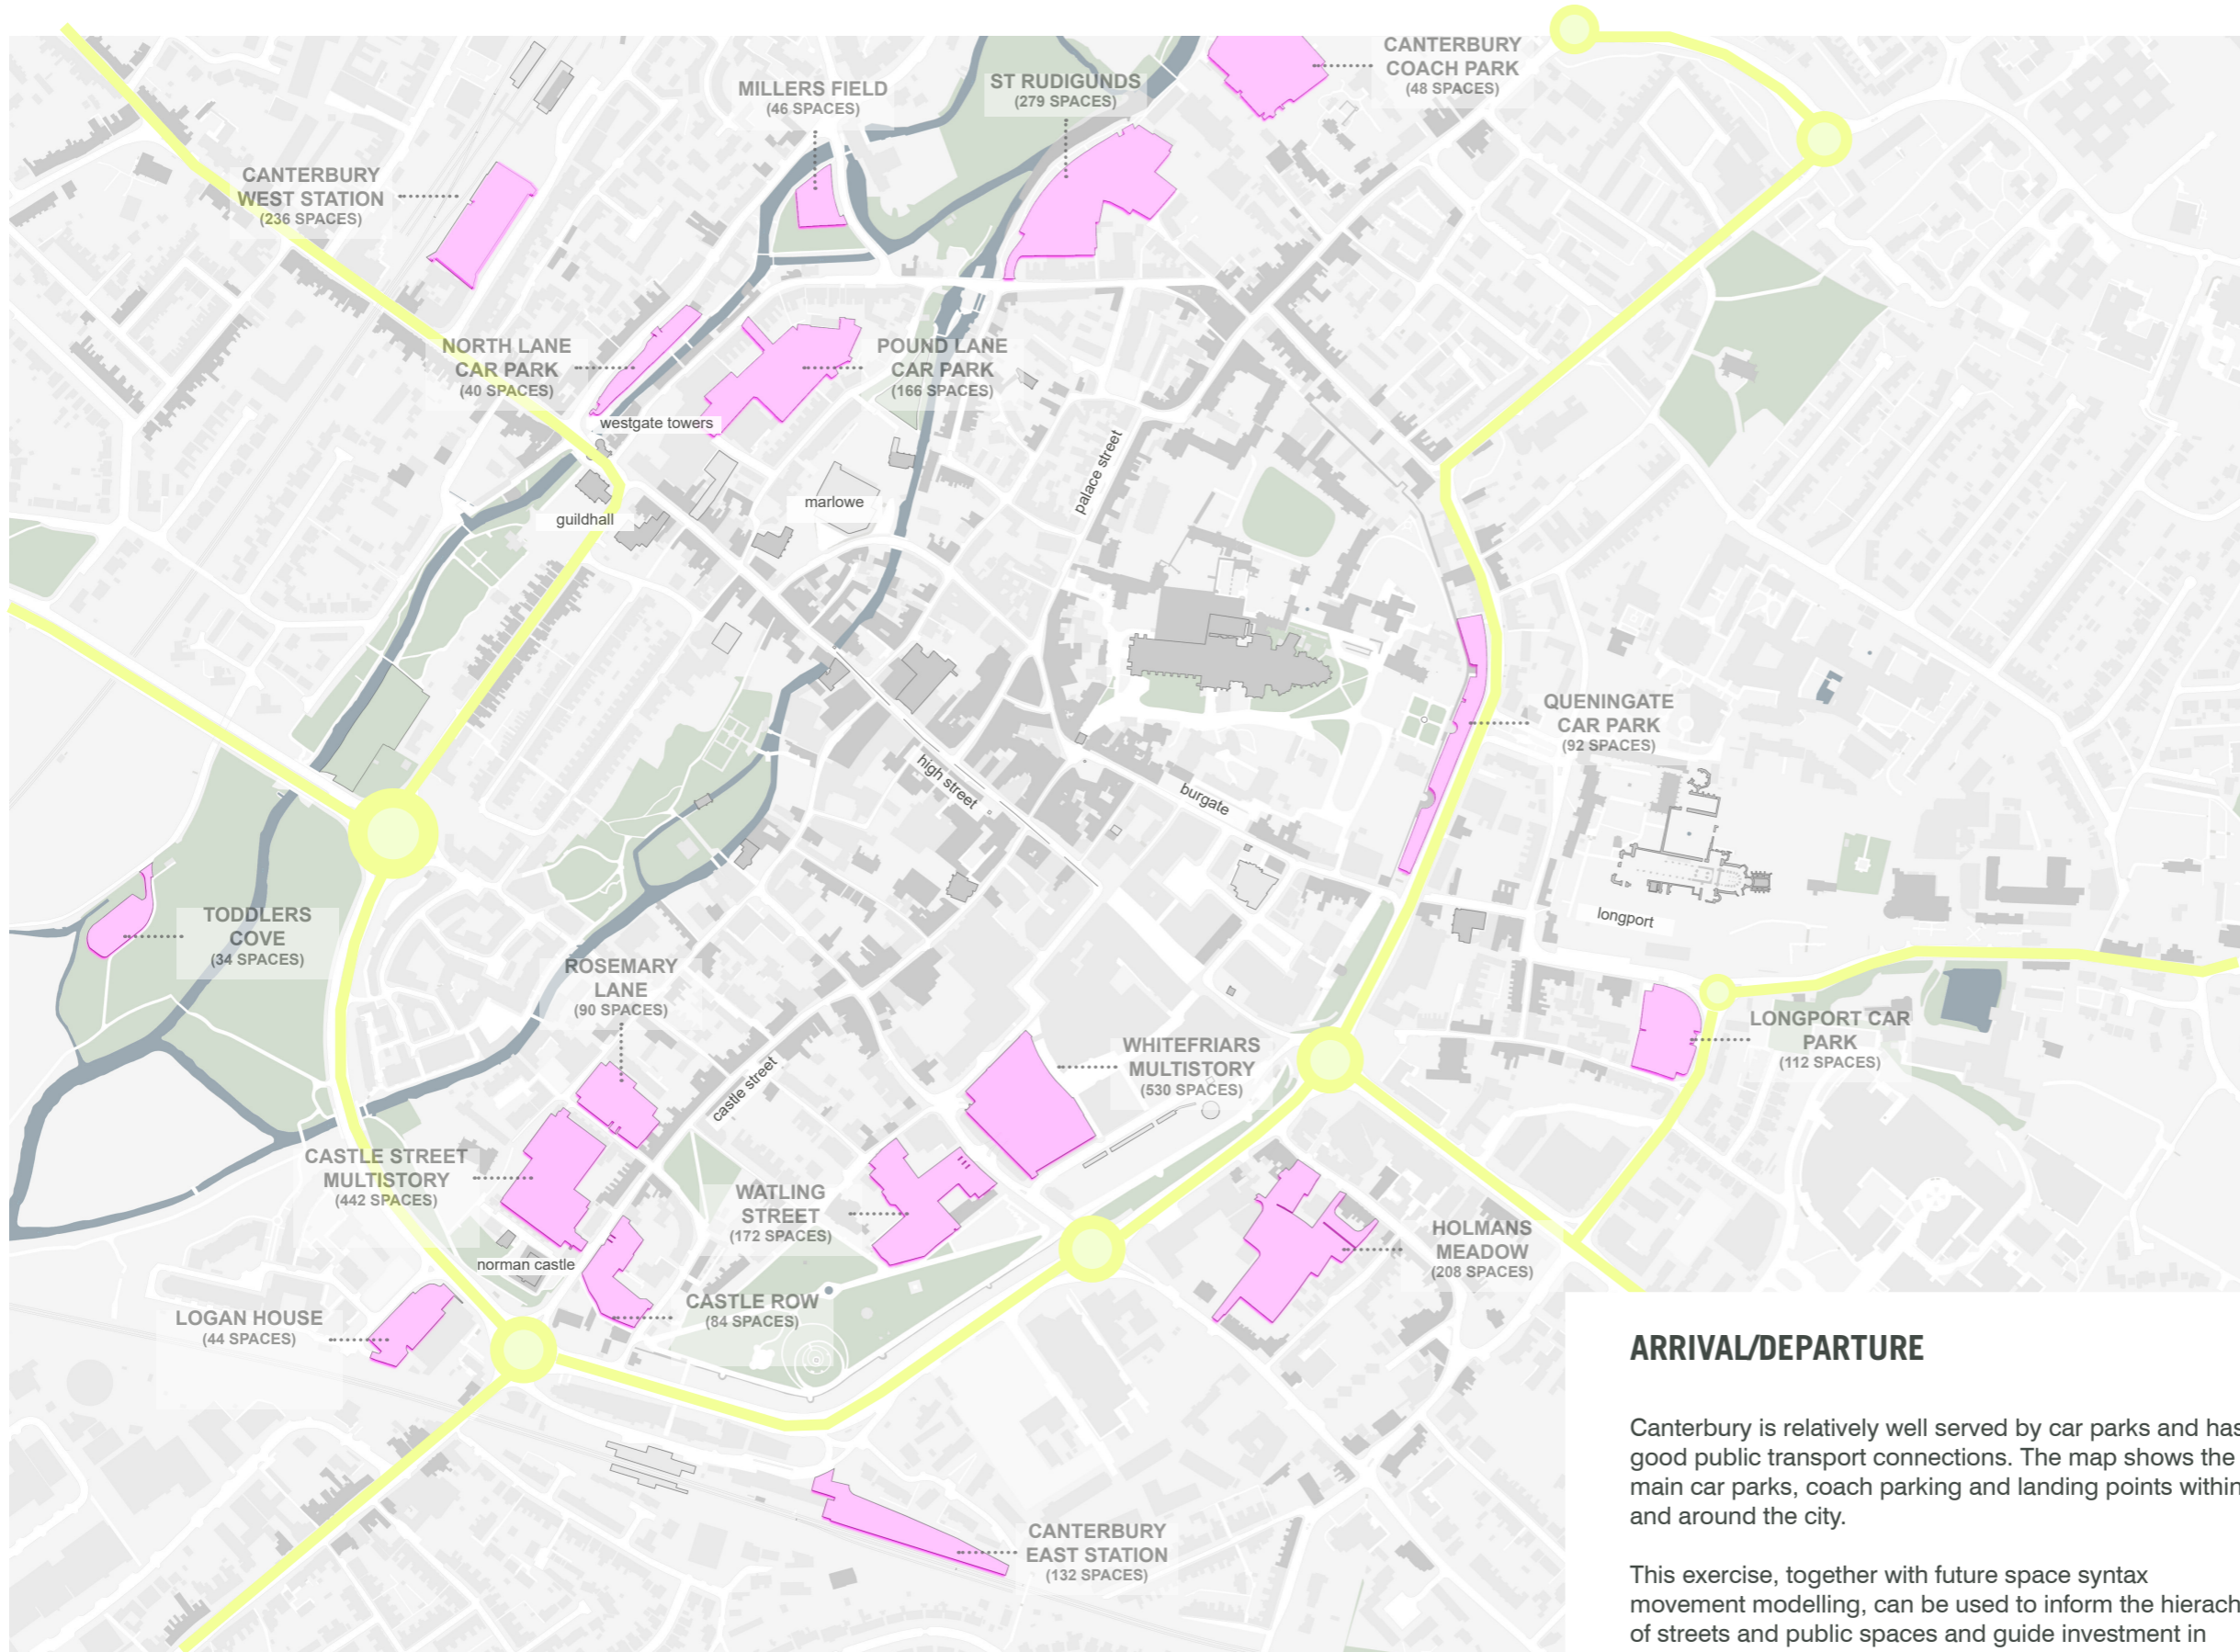 CANTERBURY
COACH PARK
(48 SPACES)
MILLERS FIELD
(46 SPACES)
ST RUDIGUNDS
(279 SPACES)
CANTERBURY
WEST STATION
(236 SPACES)
NORTH LANE
CAR PARK
(40 SPACES)
POUND LANE
CAR PARK
(166 SPACES)
westgate towers
palace street
marlowe
guildhall
QUENINGATE
CAR PARK
(92 SPACES)
high street
burgate
longport
TODDLERS
COVE
(34 SPACES)
ROSEMARY
LANE
(90 SPACES)
LONGPORT CAR
PARK
(112 SPACES)
WHITEFRIARS
MULTISTORY
(530 SPACES)
castle street
CASTLE STREET
MULTISTORY
(442 SPACES)
WATLING
STREET
(172 SPACES)
HOLMANS
MEADOW
(208 SPACES)
norman castle
CASTLE ROW
(84 SPACES)
LOGAN HOUSE
(44 SPACES)
CANTERBURY
EAST STATION
(132 SPACES)
ARRIVAL/DEPARTURE
Canterbury is relatively well served by car parks and has
good public transport connections. The map shows the
main car parks, coach parking and landing points within
and around the city.
This exercise, together with future space syntax
movement modelling, can be used to inform the hierach
of streets and public spaces and guide investment in